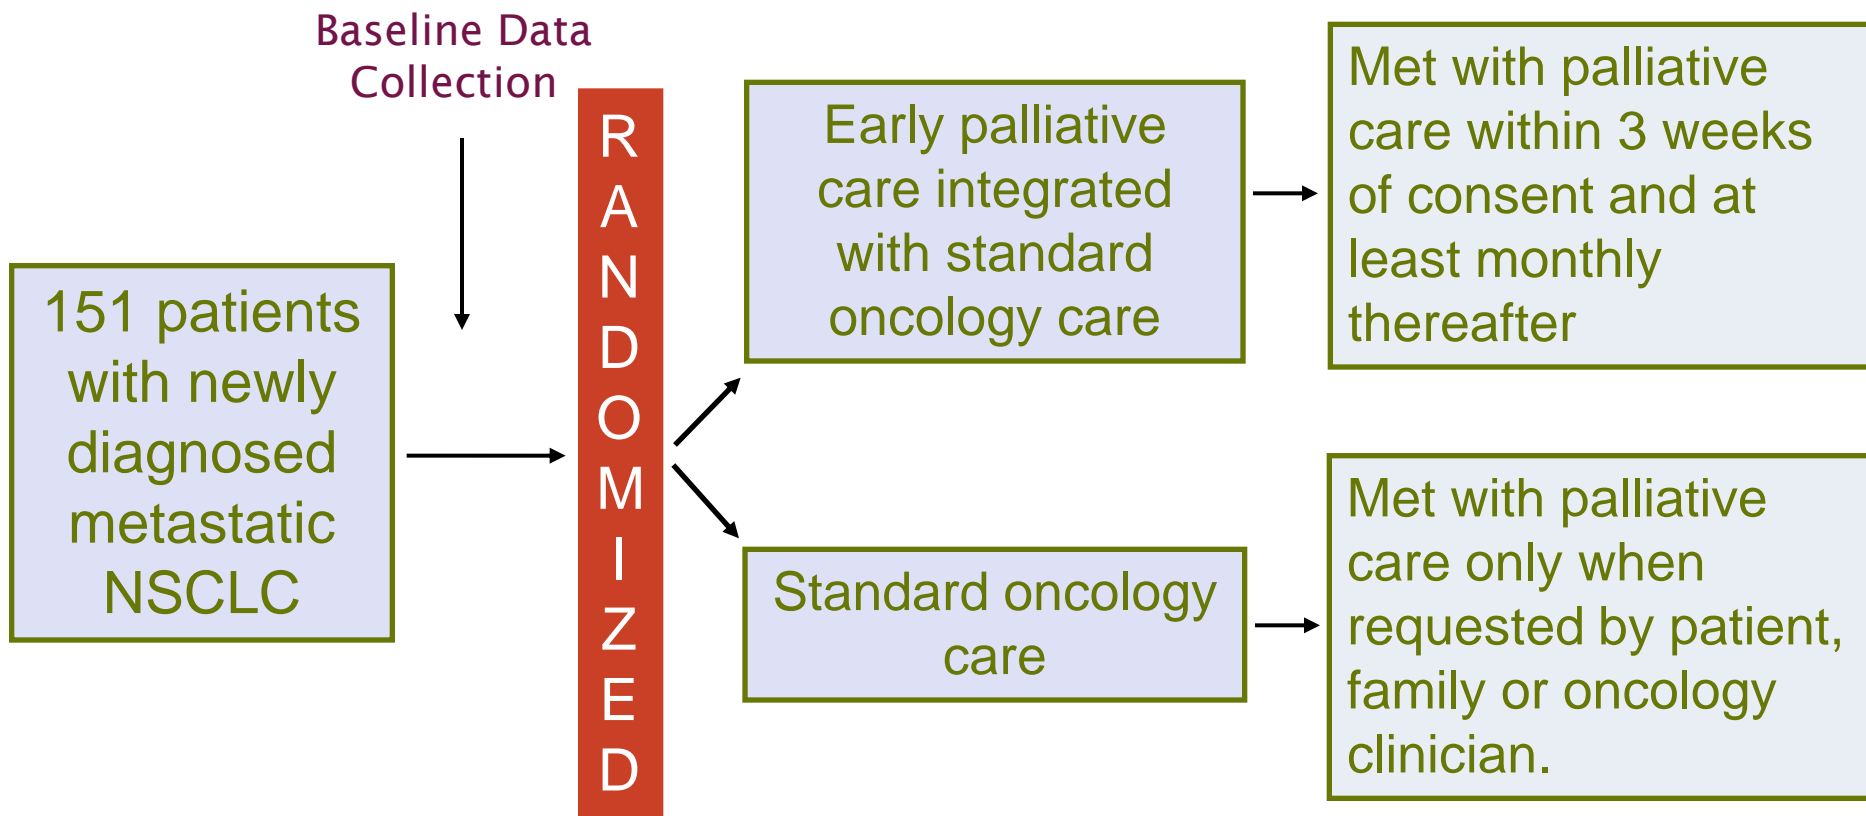 Baseline Data
Collection
151 patients
with newly
diagnosed
metastatic
NSCLC
R
A
N
D
O
M
I
Z
E
D
Early palliative
care integrated
with standard
oncology care
Met with palliative
care within 3 weeks
of consent and at
least monthly
thereafter
Standard oncology
care
Met with palliative
care only when
requested by patient,
family or oncology
clinician.